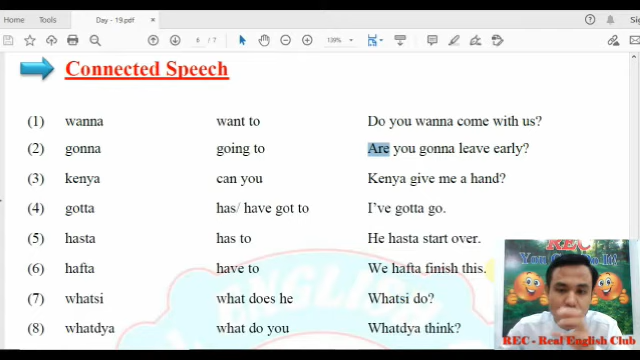 Home Tools Day - 19.pdf × Sig
6 / 7 139%
Connected Speech
(1) wanna want to Do you wanna come with us?
(2) gonna going to Are you gonna leave early?
(3) kenya can you Kenya give me a hand?
(4) gotta has/ have got to I've gotta go.
(5) hasta has to He hasta start over.
(6) hafta have to We hafta finish this.
(7) whatsi what does he Whatsi do?
(8) whatdya what do you Whatdya think?
REC
REC - Real English Club